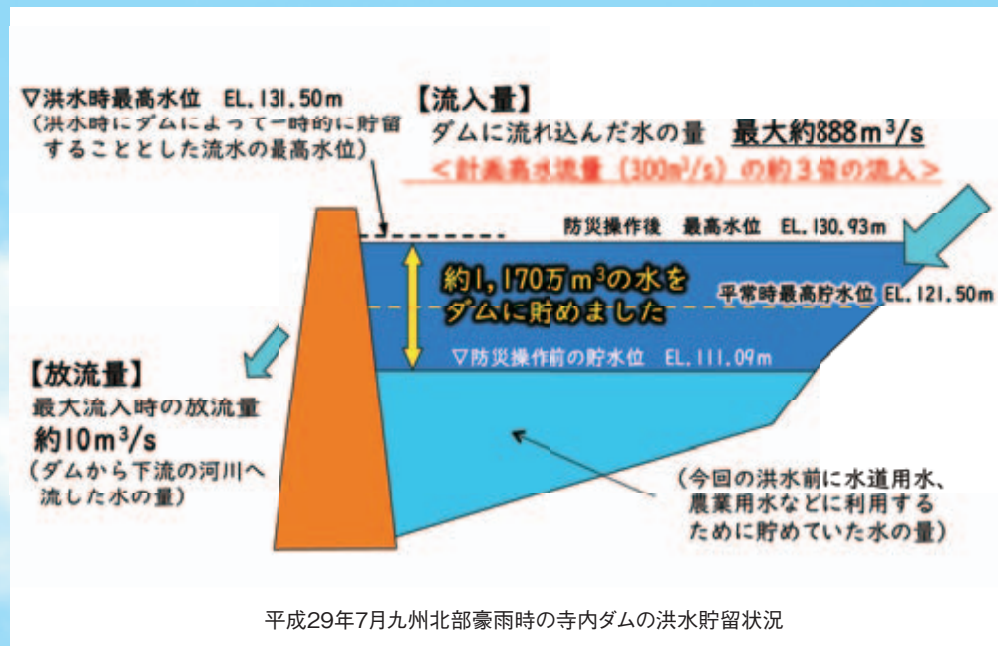 ▽洪水時最高水位 EL.131.50m
(洪水時にダムによって一時的に貯留
することとした流水の最高水位)
【流入量】
ダムに流れ込んだ水の量 最大約888m³/s
<計画高水流量(300m³/s)の約3倍の流入>
防災操作後 最高水位 EL.130.93m
約1,170万m³の水を
ダムに貯めました
平常時最高貯水位 EL.121.50m
▽防災操作前の貯水位 EL.111.09m
【放流量】
最大流入時の放流量
約10m³/s
(ダムから下流の河川へ
流した水の量)
(今回の洪水前に水道用水、
農業用水などに利用する
ために貯めていた水の量)
平成29年7月九州北部豪雨時の寺内ダムの洪水貯留状況